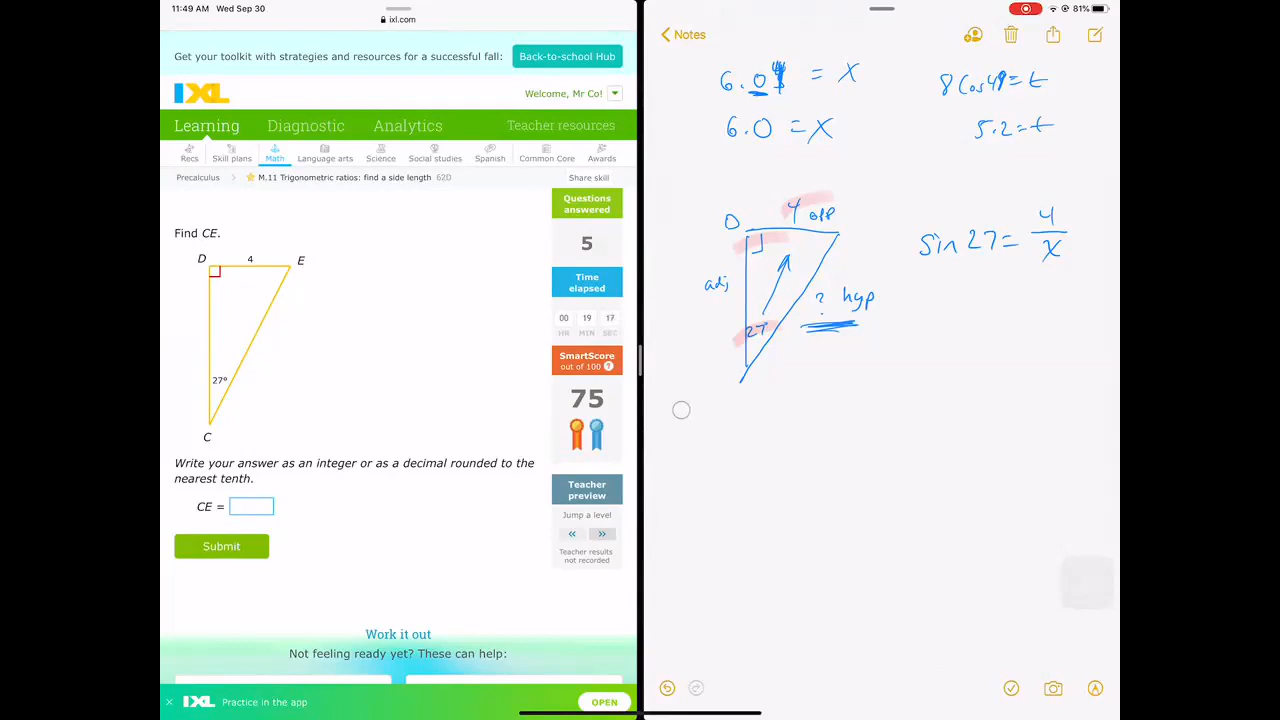 11:49 AM Wed Sep 30
ixl.com
Get your toolkit with strategies and resources for a successful fall: Back-to-school Hub
IXL
Welcome, Mr Co!
Learning Diagnostic Analytics Teacher resources
Recs Skill plans Math Language arts Science Social studies Spanish Common Core Awards
Precalculus > M.11 Trigonometric ratios: find a side length 62D Share skill
Questions answered
5
Time elapsed
00 19 17
HR MIN SEC
SmartScore
out of 100 ?
75
Teacher preview
Jump a level
« »
Teacher results not recorded
Find CE.
D 4 E
27°
C
Write your answer as an integer or as a decimal rounded to the
nearest tenth.
CE =
Submit
Work it out
Not feeling ready yet? These can help:
× IXL Practice in the app OPEN
81%
Notes
= x
6.0 = x
5.2 = t
D 4 opp
adj
? hyp
27
sin 27 = 4/x